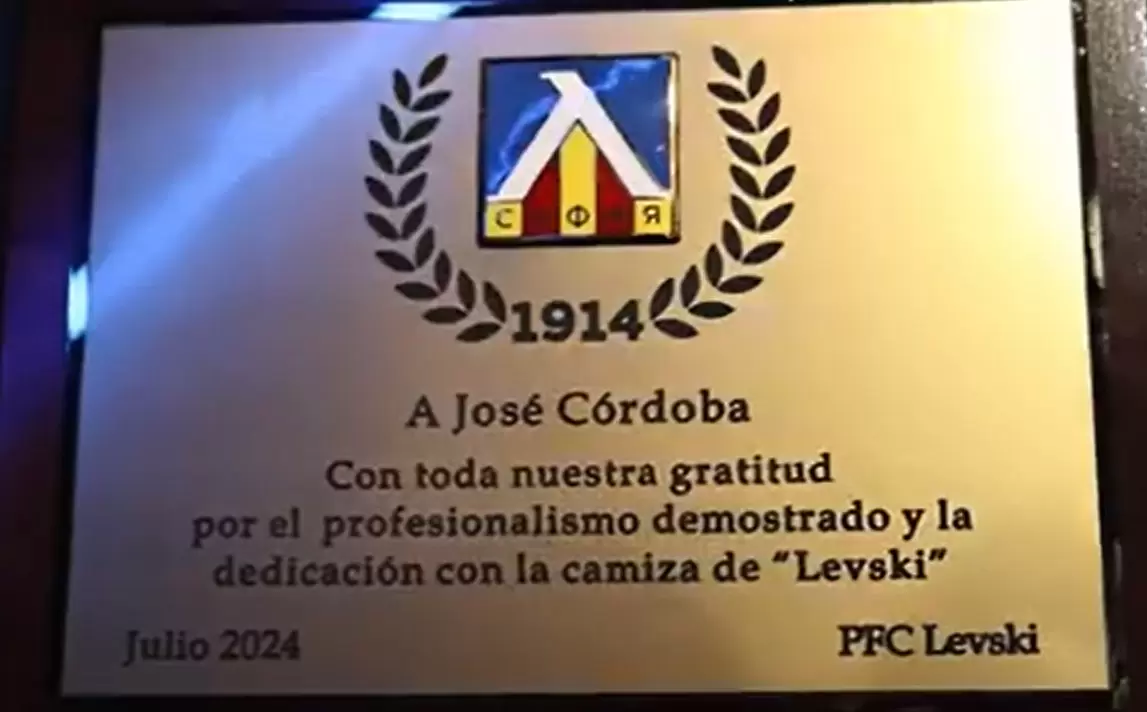 С Ф Я
1914
A José Córdoba
Con toda nuestra gratitud
por el profesionalismo demostrado y la
dedicación con la camiza de “Levski”
Julio 2024
PFC Levski